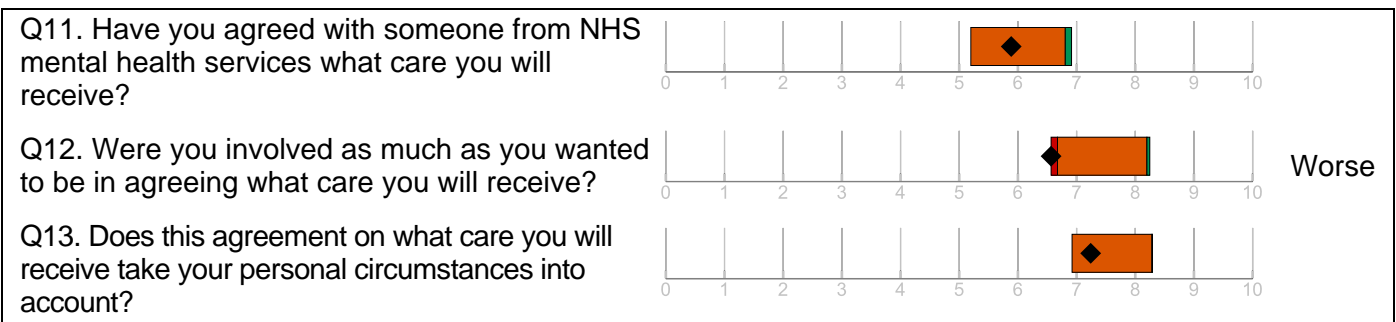 Q11. Have you agreed with someone from NHS
mental health services what care you will
receive?
0 1 2 3 4 5 6 7 8 9 10
Q12. Were you involved as much as you wanted
to be in agreeing what care you will receive?
Worse
0 1 2 3 4 5 6 7 8 9 10
Q13. Does this agreement on what care you will
receive take your personal circumstances into
account?
0 1 2 3 4 5 6 7 8 9 10